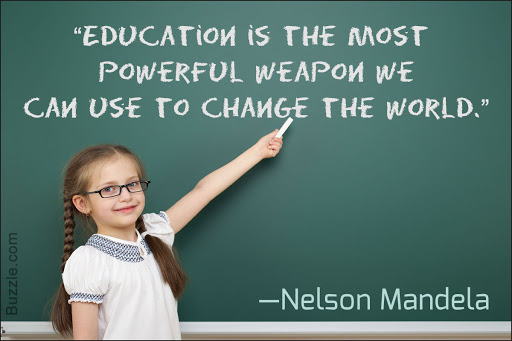 “EDUCATION IS THE MOST
POWERFUL WEAPON WE
CAN USE TO CHANGE THE WORLD.”
—Nelson Mandela
Buzzle.com